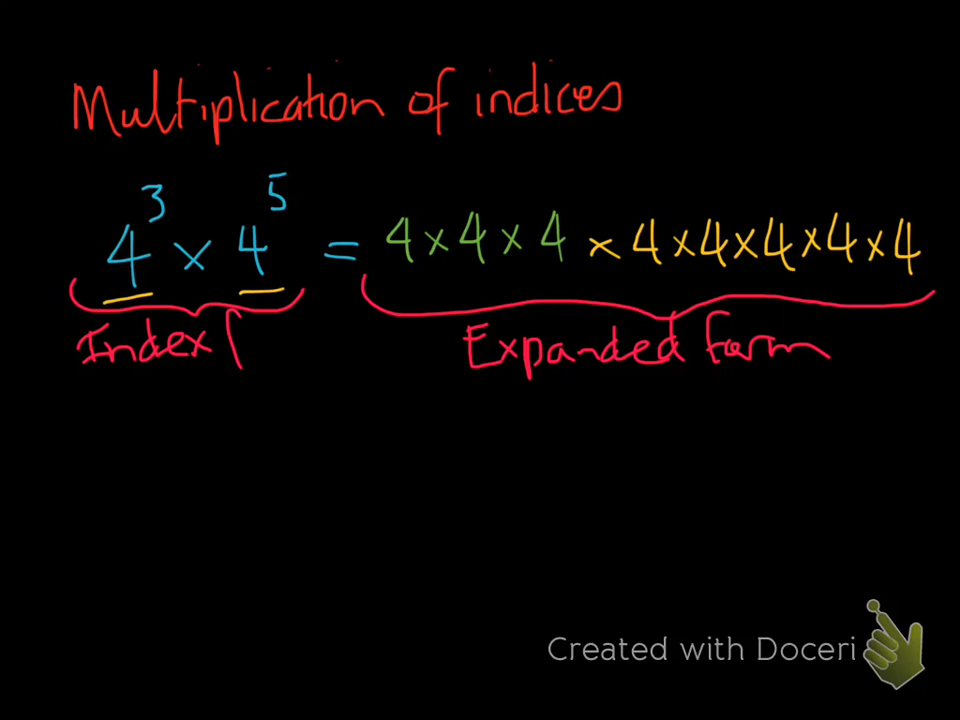 Multiplication of indices
4³ × 4⁵ = 4×4×4 × 4×4×4×4×4
Index Expanded form
Created with Doceri